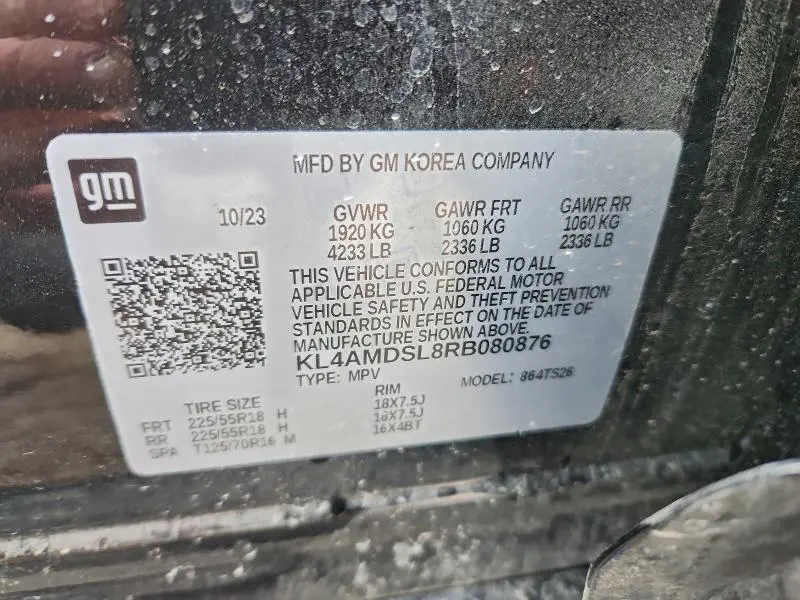 gm
MFD BY GM KOREA COMPANY
10/23
GVWR GAWR FRT GAWR RR
1920 KG 1060 KG 1060 KG
4233 LB 2336 LB 2336 LB
THIS VEHICLE CONFORMS TO ALL
APPLICABLE U.S. FEDERAL MOTOR
VEHICLE SAFETY AND THEFT PREVENTION
STANDARDS IN EFFECT ON THE DATE OF
MANUFACTURE SHOWN ABOVE.
KL4AMDSL8RB080876
TYPE: MPV MODEL: 864TS26
TIRE SIZE RIM
FRT 225/55R18 H 18X7.5J
RR 225/55R18 H 18X7.5J
SPA T125/70R16 M 16X4BT